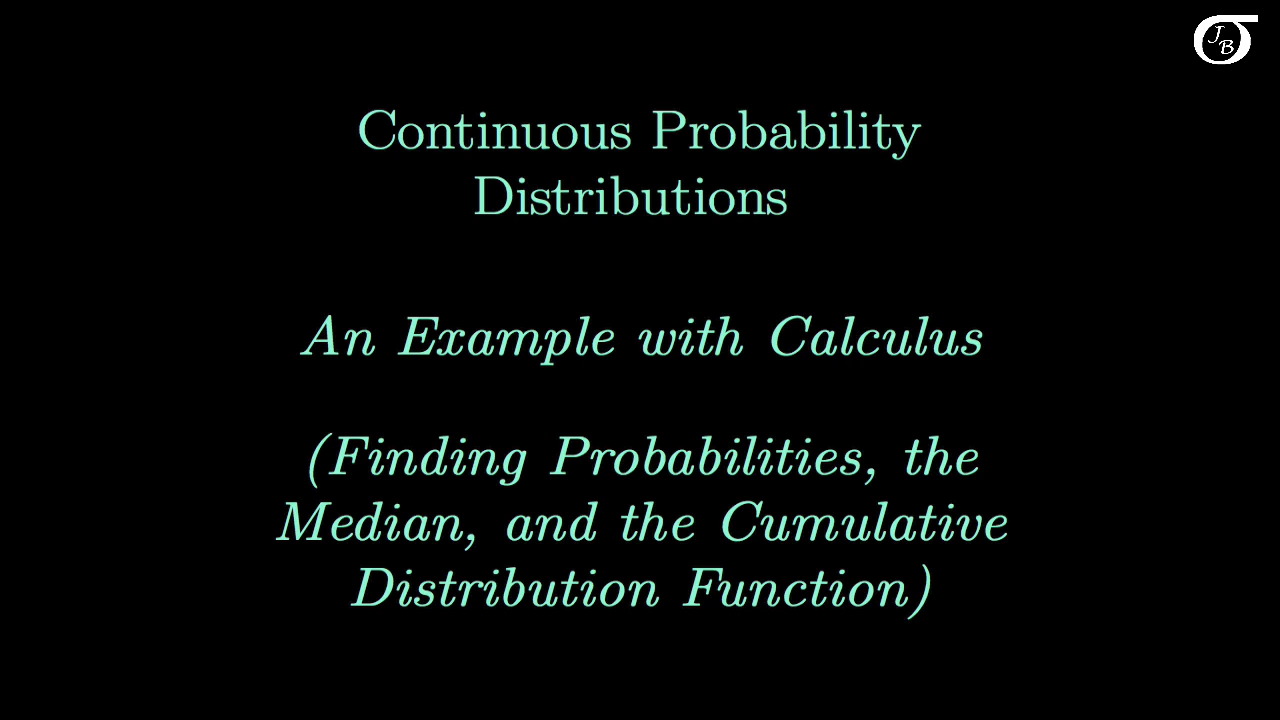 J
B
Continuous Probability
Distributions
An Example with Calculus
(Finding Probabilities, the
Median, and the Cumulative
Distribution Function)